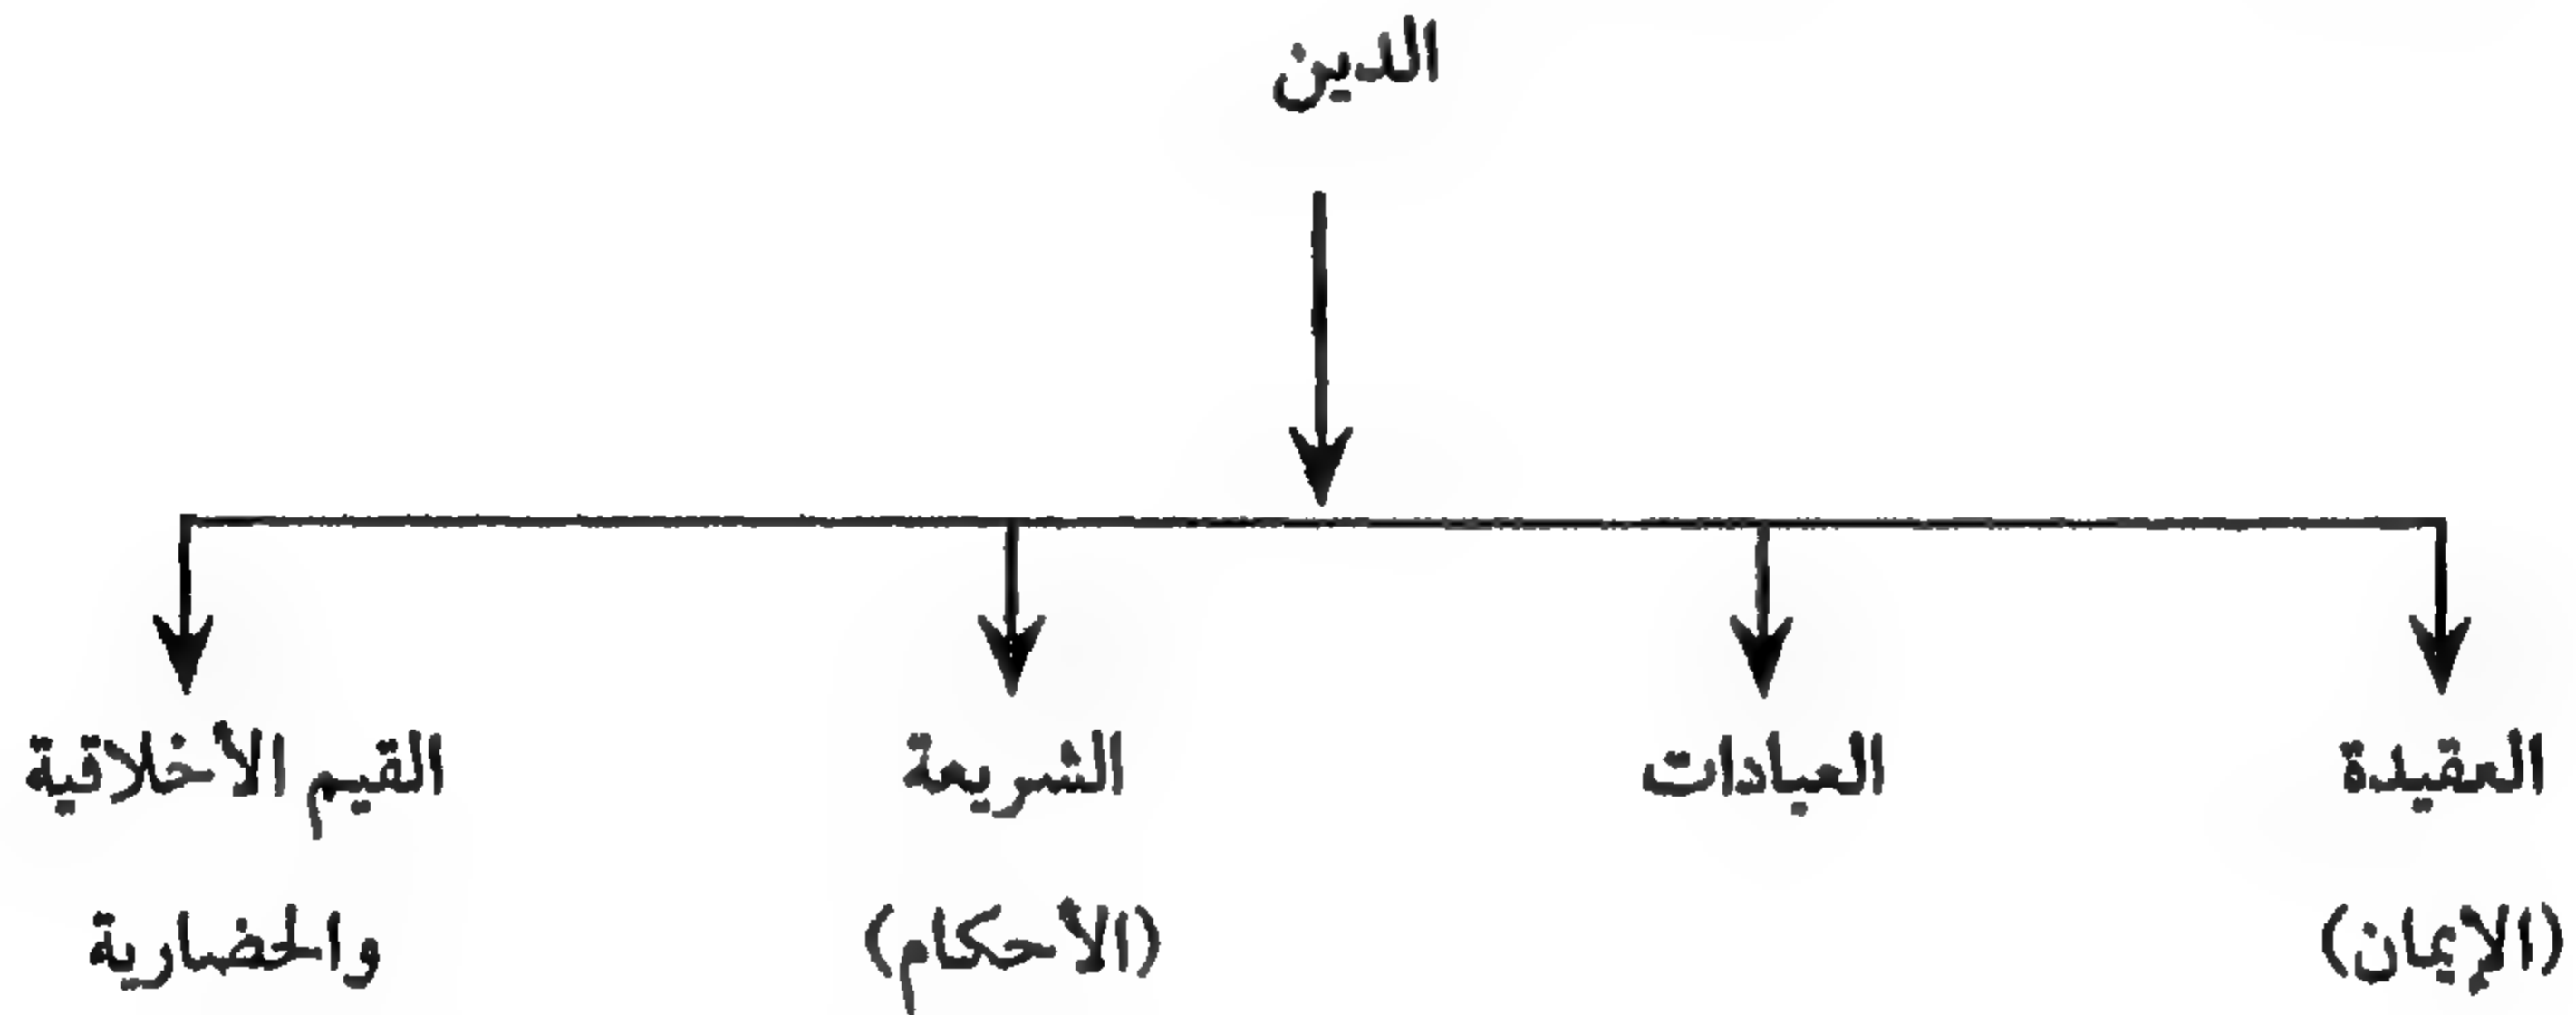 الدين
العقيدة العبادات الشريعة القيم الأخلاقية
(الإيمان) (الأحكام) والحضارية